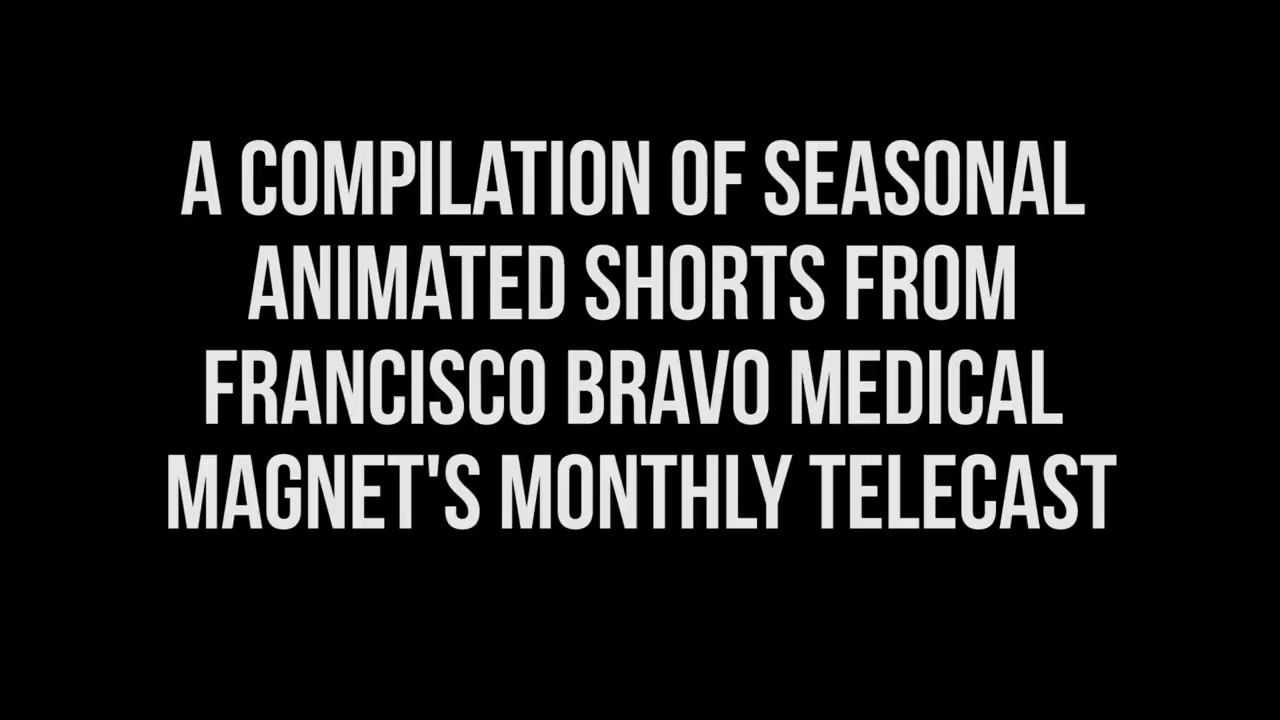 A COMPILATION OF SEASONAL
ANIMATED SHORTS FROM
FRANCISCO BRAVO MEDICAL
MAGNET'S MONTHLY TELECAST